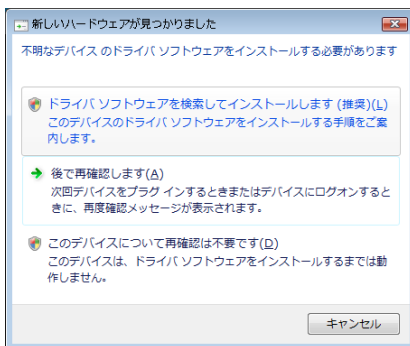 新しいハードウェアが見つかりました
不明なデバイス のドライバ ソフトウェアをインストールする必要があります
ドライバ ソフトウェアを検索してインストールします (推奨)(L)
このデバイスのドライバ ソフトウェアをインストールする手順をご案
内します。
後で再確認します(A)
次回デバイスをプラグ インするときまたはデバイスにログオンすると
きに、再度確認メッセージが表示されます。
このデバイスについて再確認は不要です(D)
このデバイスは、ドライバ ソフトウェアをインストールするまでは動
作しません。
キャンセル